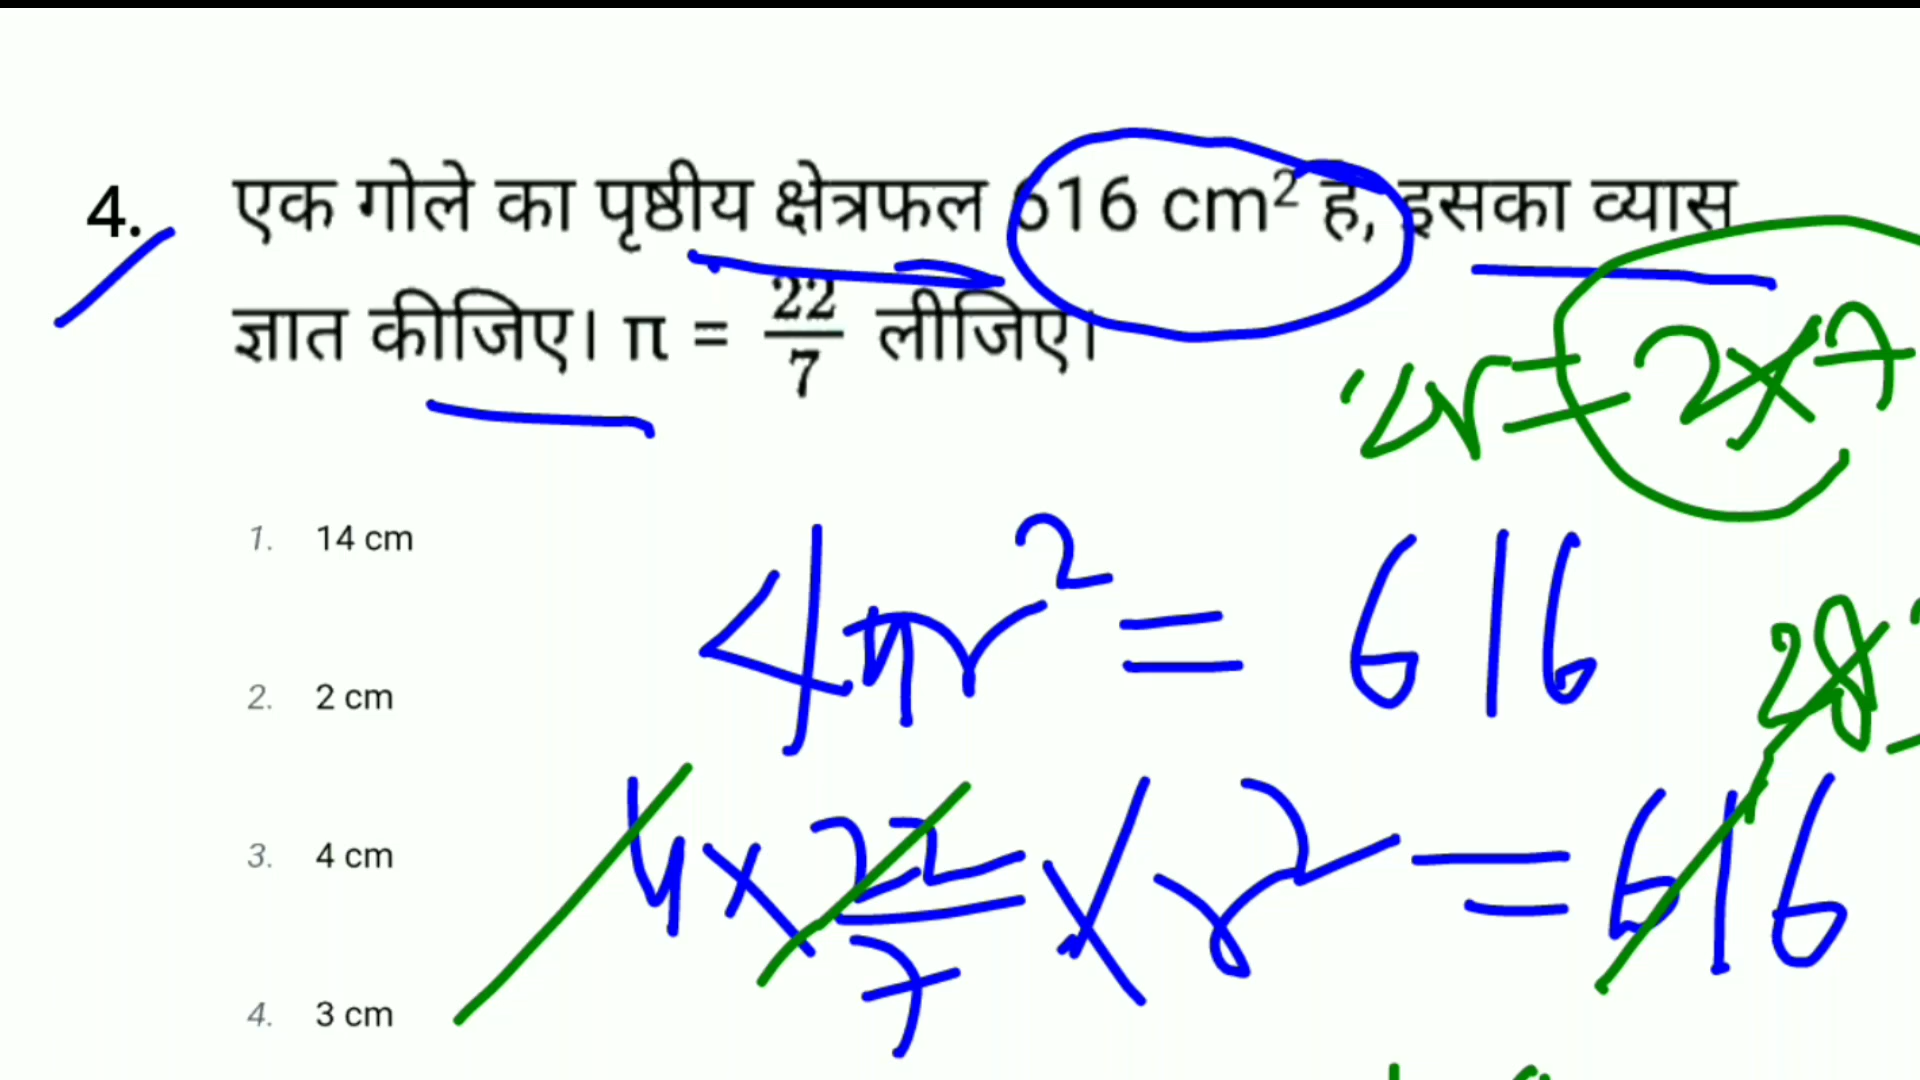 4. एक गोले का पृष्ठीय क्षेत्रफल 616 cm² है, इसका व्यास
ज्ञात कीजिए। π = 22/7 लीजिए।
2r = 2×7
1. 14 cm
4πr² = 616
28
2. 2 cm
4 × 22/7 × r² = 616
3. 4 cm
4. 3 cm